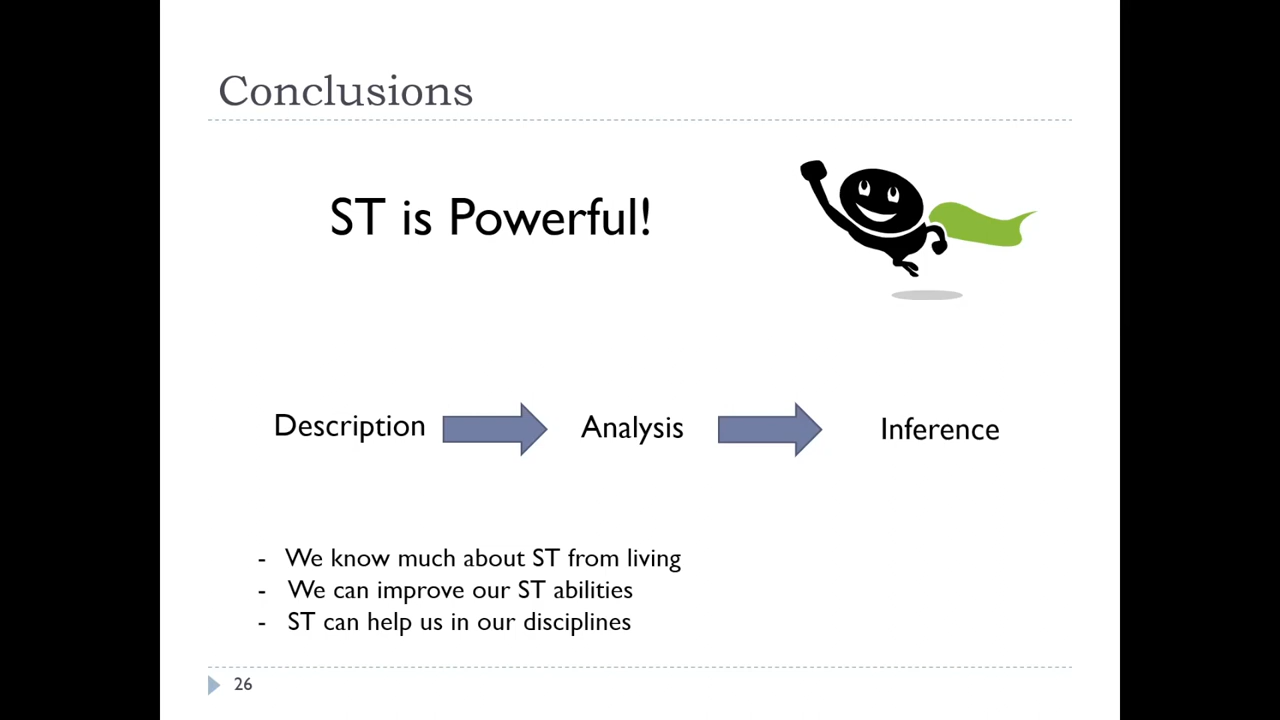 Conclusions
ST is Powerful!
Description Analysis Inference
- We know much about ST from living
- We can improve our ST abilities
- ST can help us in our disciplines
26